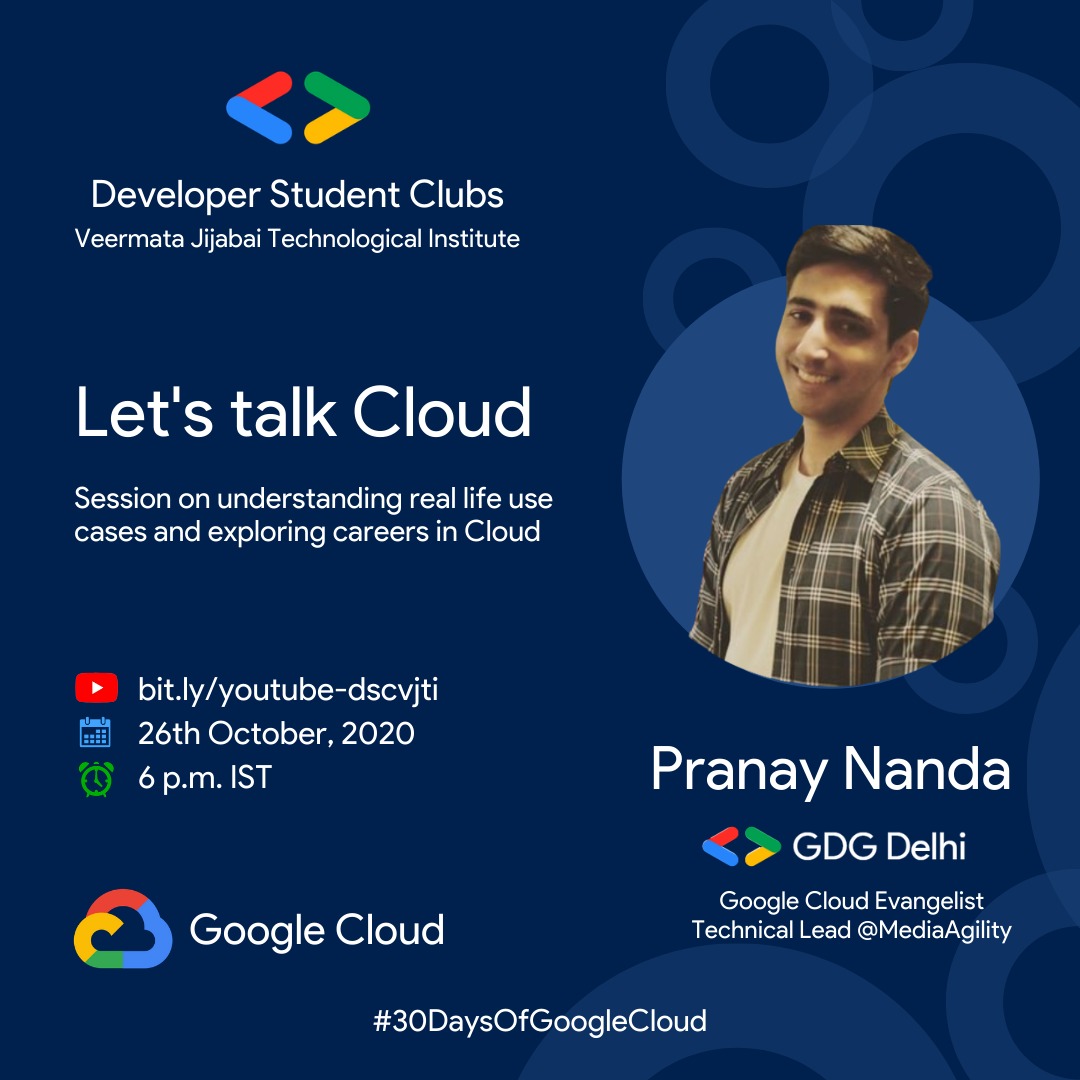 Developer Student Clubs
Veermata Jijabai Technological Institute
Let's talk Cloud
Session on understanding real life use
cases and exploring careers in Cloud
bit.ly/youtube-dscvjti
26th October, 2020
6 p.m. IST
Pranay Nanda
GDG Delhi
Google Cloud Evangelist
Technical Lead @MediaAgility
Google Cloud
#30DaysOfGoogleCloud